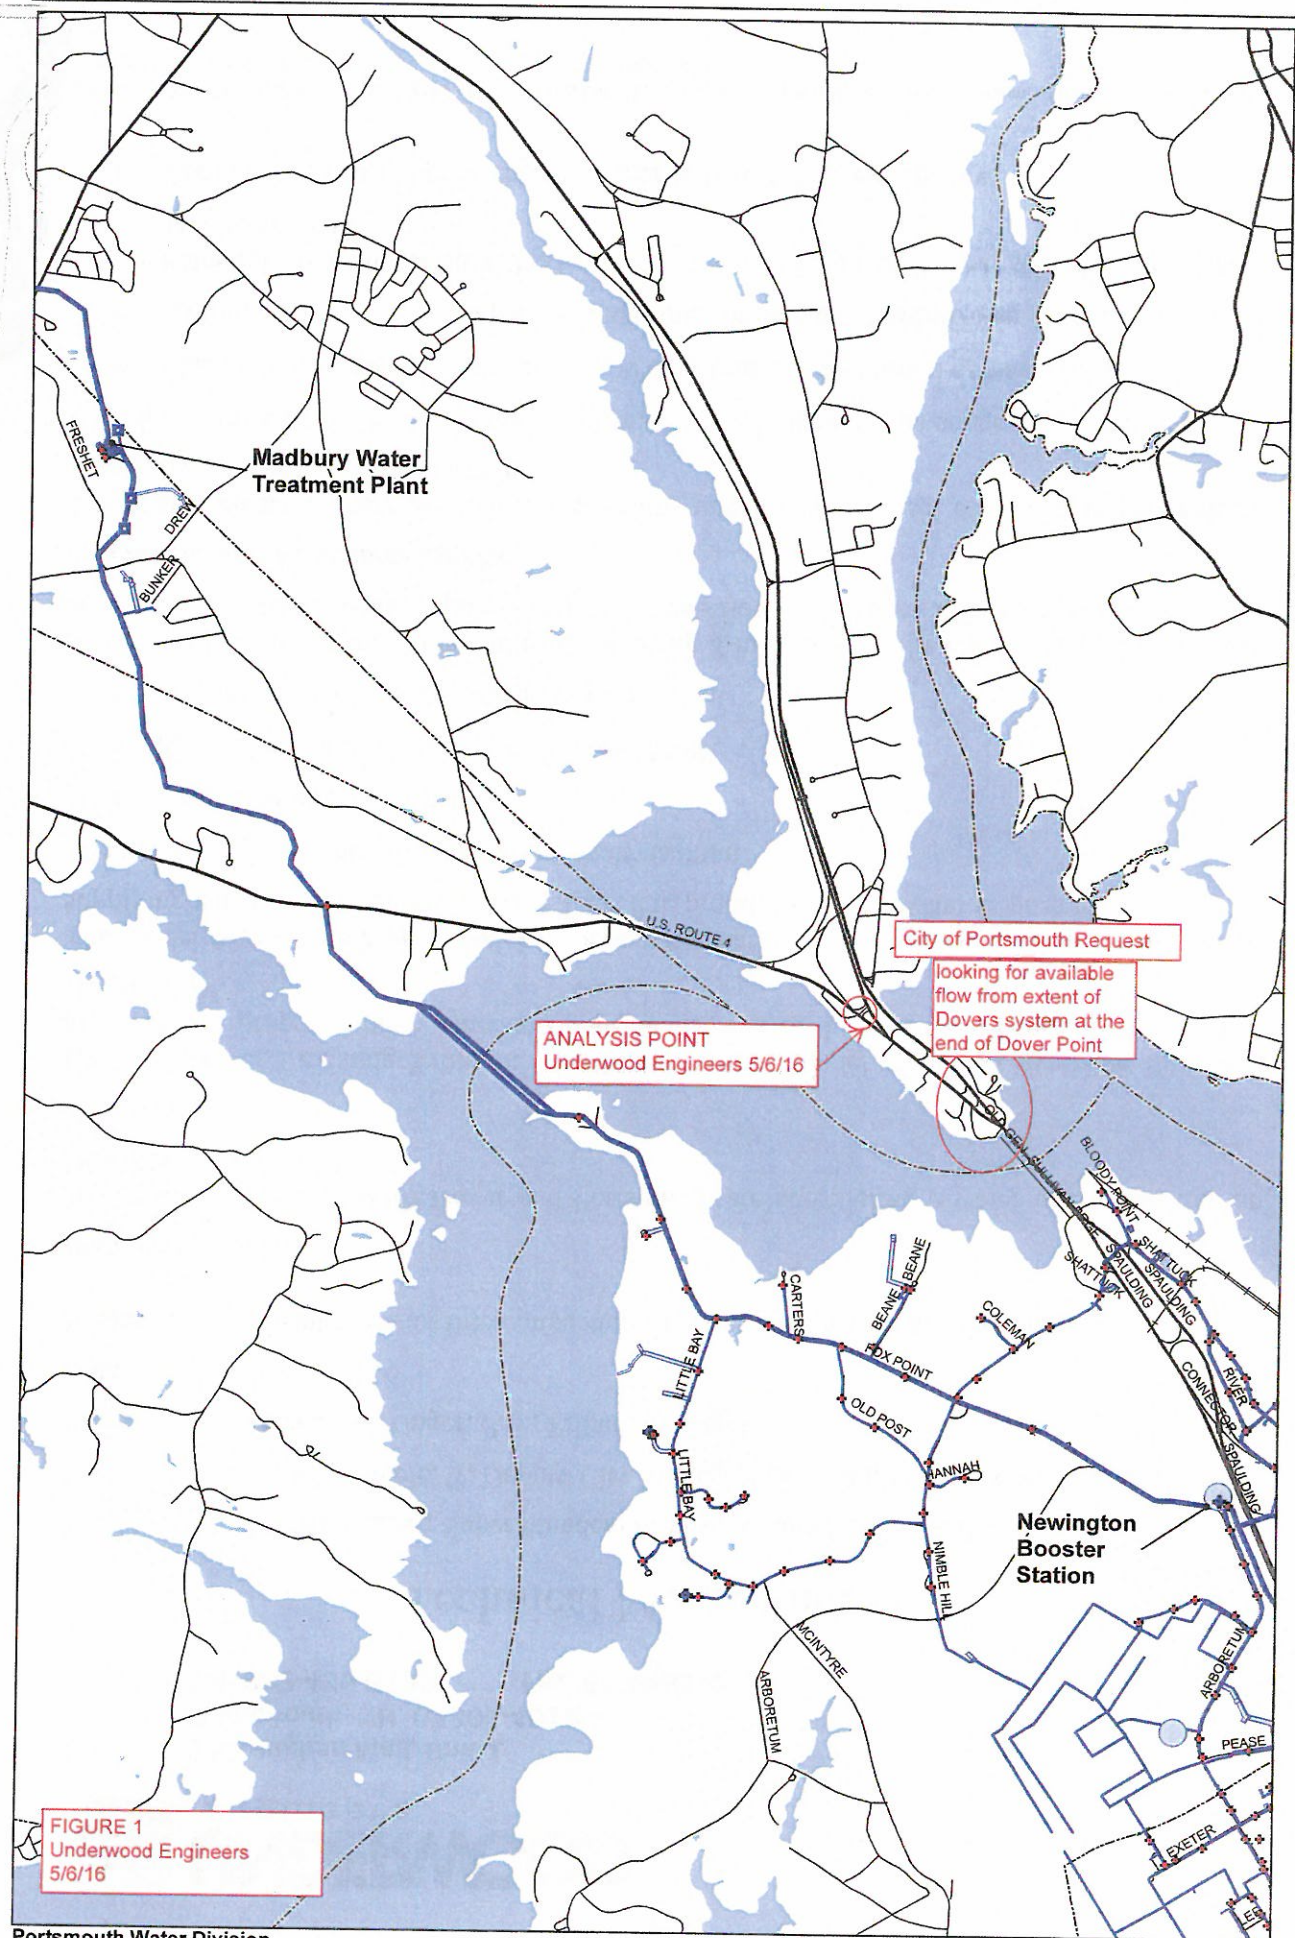 FRESHET
Madbury Water
Treatment Plant
DREW
BUNKER
U.S. ROUTE 4
City of Portsmouth Request
looking for available
flow from extent of
Dovers system at the
end of Dover Point
ANALYSIS POINT
Underwood Engineers 5/6/16
OLD GEN. SULLIVAN
BLOODY POINT
SHATTUCK
SPAULDING
SHATTUCK
SPAULDING
CARTERS
BEANE
BEANE
COLEMAN
LITTLE BAY
FOX POINT
OLD POST
CONNECTOR
RIVER
SPAULDING
LITTLE BAY
HANNAH
Newington
Booster
Station
NIMBLE HILL
MCINTYRE
ARBORETUM
ARBORETUM
PEASE
EXETER
FIGURE 1
Underwood Engineers
5/6/16
Portsmouth Water Division